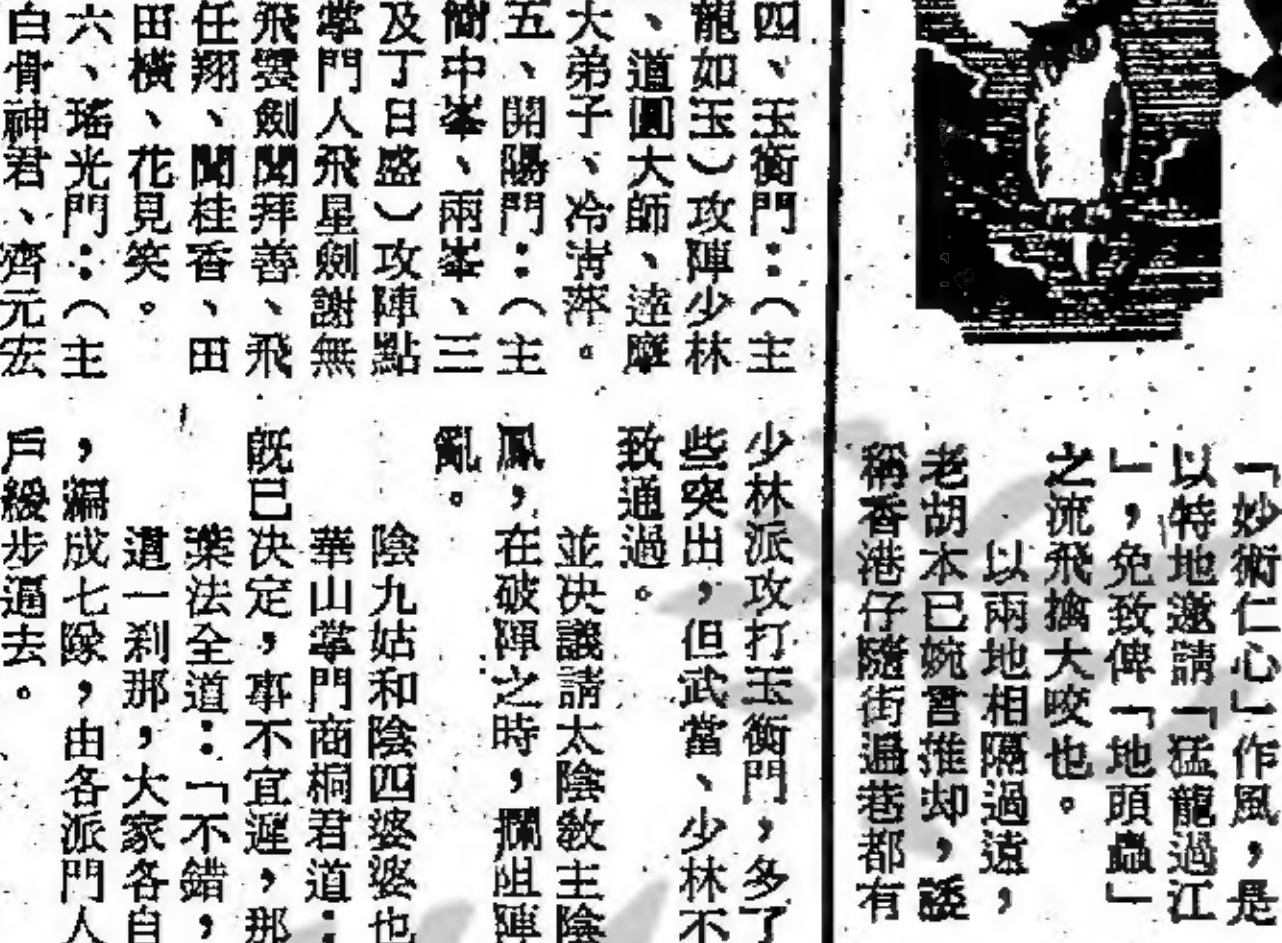 「妙術仁心」作風，是
以特地邀請「猛龍過江
」，免致俾「地頭蟲」
之流飛擒大咬也。
以兩地相隔過遠，
老胡本已婉言推却，諉
稱香港仔隨街遍巷都有
四、玉衡門：（主
龍如玉）攻陣少林
、道圓大師、達摩
大弟子、冷青萍。
五、開陽門：（主
簡中峯、兩峯、三
及丁日盛）攻陣點
掌門人飛星劍謝無
飛雲劍聞拜善、飛
任翔、聞桂香、田
田橫、花見笑。
六、瑤光門：（主
白骨神君、齊元宏
少林派攻打玉衡門，多了
些突出，但武當、少林不
致通過。
並決議請太陰教主陰
鳳，在破陣之時，攔阻陣
亂。
陰九姑和陰四婆婆也
華山掌門商桐君道：
既已決定，事不宜遲，那
葉法全道：「不錯，
這一剎那，大家各自
，編成七隊，由各派門人
戶緩步逼去。